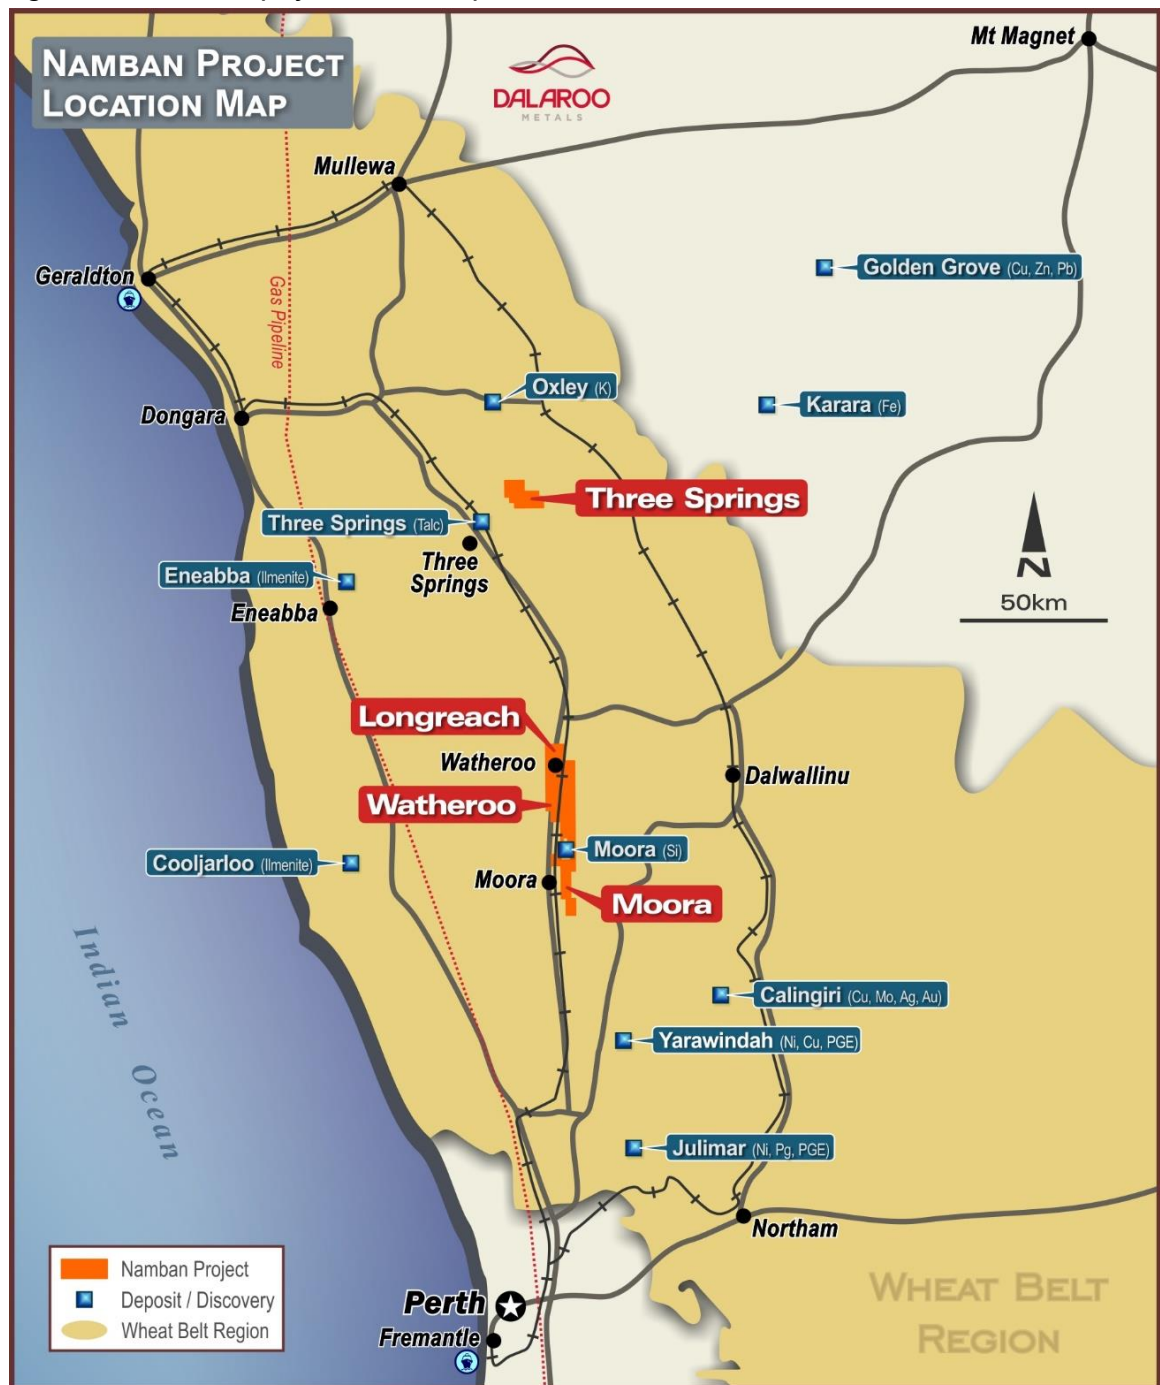 NAMBAN PROJECT
LOCATION MAP
DALAROO
METALS
Mt Magnet
Mullewa
Geraldton
Gas Pipeline
Golden Grove (Cu, Zn, Pb)
Oxley (K)
Karara (Fe)
Dongara
Three Springs
Three Springs (Talc)
Three
Springs
Eneabba (Ilmenite)
Eneabba
N
50km
Longreach
Watheroo
Dalwallinu
Watheroo
Moora (Si)
Cooljarloo (Ilmenite)
Moora
Moora
Indian Ocean
Calingiri (Cu, Mo, Ag, Au)
Yarawindah (Ni, Cu, PGE)
Julimar (Ni, Pg, PGE)
Northam
Namban Project
Deposit / Discovery
Wheat Belt Region
Perth
Fremantle
WHEAT BELT
REGION